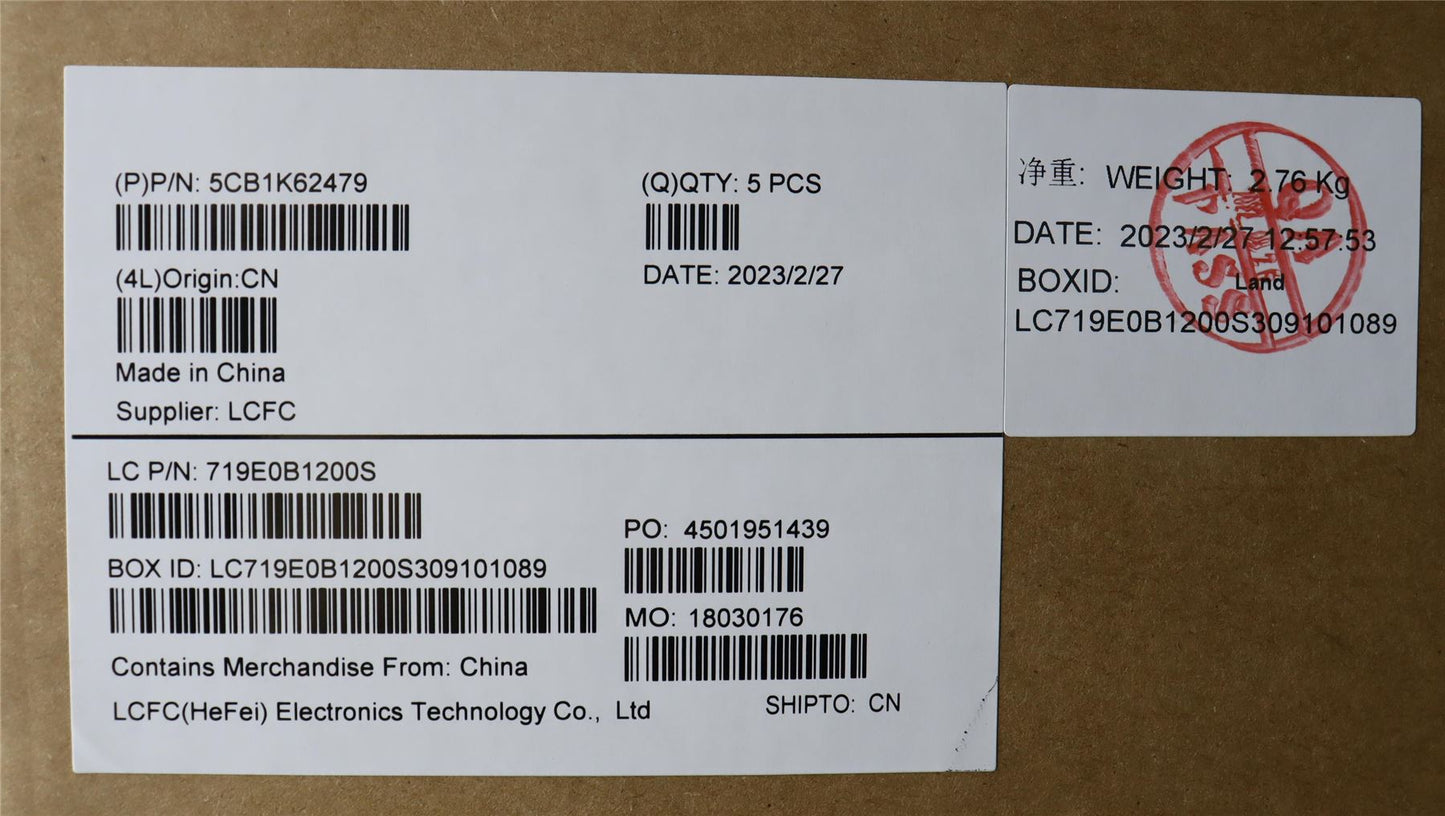 (P)P/N: 5CB1K62479
(Q)QTY: 5 PCS
(4L)Origin:CN
DATE: 2023/2/27
Made in China
Supplier: LCFC
LC P/N: 719E0B1200S
PO: 4501951439
BOX ID: LC719E0B1200S309101089
MO: 18030176
Contains Merchandise From: China
LCFC(HeFei) Electronics Technology Co., Ltd
SHIPTO: CN
净重: WEIGHT: 2.76 Kg
DATE: 2023/2/27 12:57:53
BOXID: Land
LC719E0B1200S309101089
QA
PASS